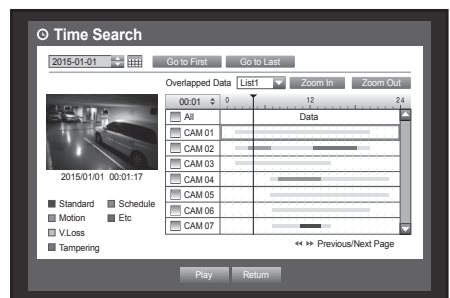 Time Search
2015-01-01 Go to First Go to Last
Overlapped Data List1 Zoom In Zoom Out
00:01 0 12 24
All Data
CAM 01
CAM 02
CAM 03
CAM 04
CAM 05
CAM 06
CAM 07
2015/01/01 00:01:17
Standard Schedule
Motion Etc
V.Loss
Tampering
Previous/Next Page
Play Return